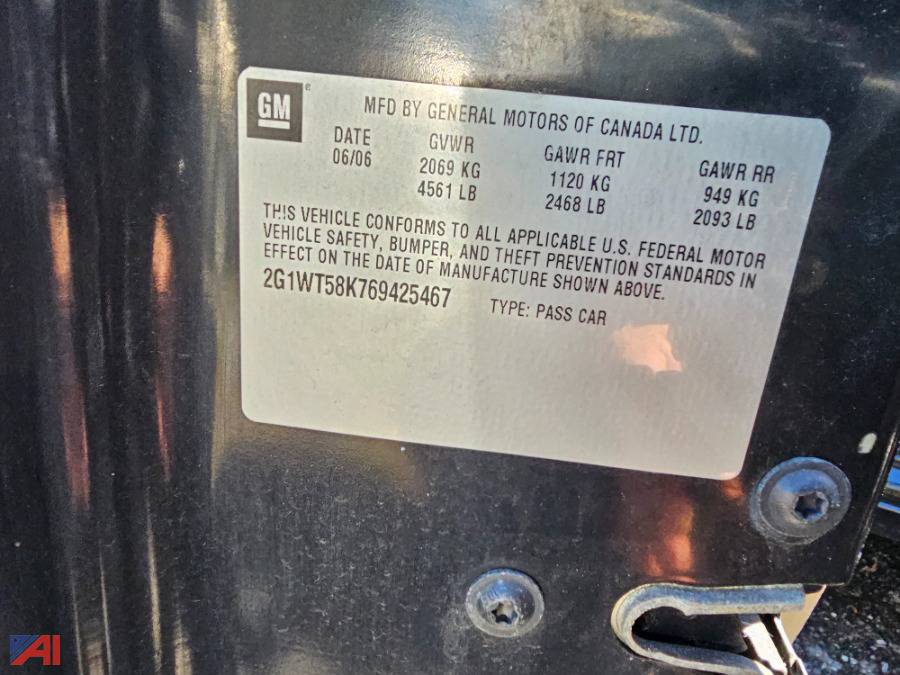 GM®
MFD BY GENERAL MOTORS OF CANADA LTD.
DATE GVWR GAWR FRT GAWR RR
06/06 2069 KG 1120 KG 949 KG
4561 LB 2468 LB 2093 LB
THIS VEHICLE CONFORMS TO ALL APPLICABLE U.S. FEDERAL MOTOR
VEHICLE SAFETY, BUMPER, AND THEFT PREVENTION STANDARDS IN
EFFECT ON THE DATE OF MANUFACTURE SHOWN ABOVE.
2G1WT58K769425467 TYPE: PASS CAR
AI